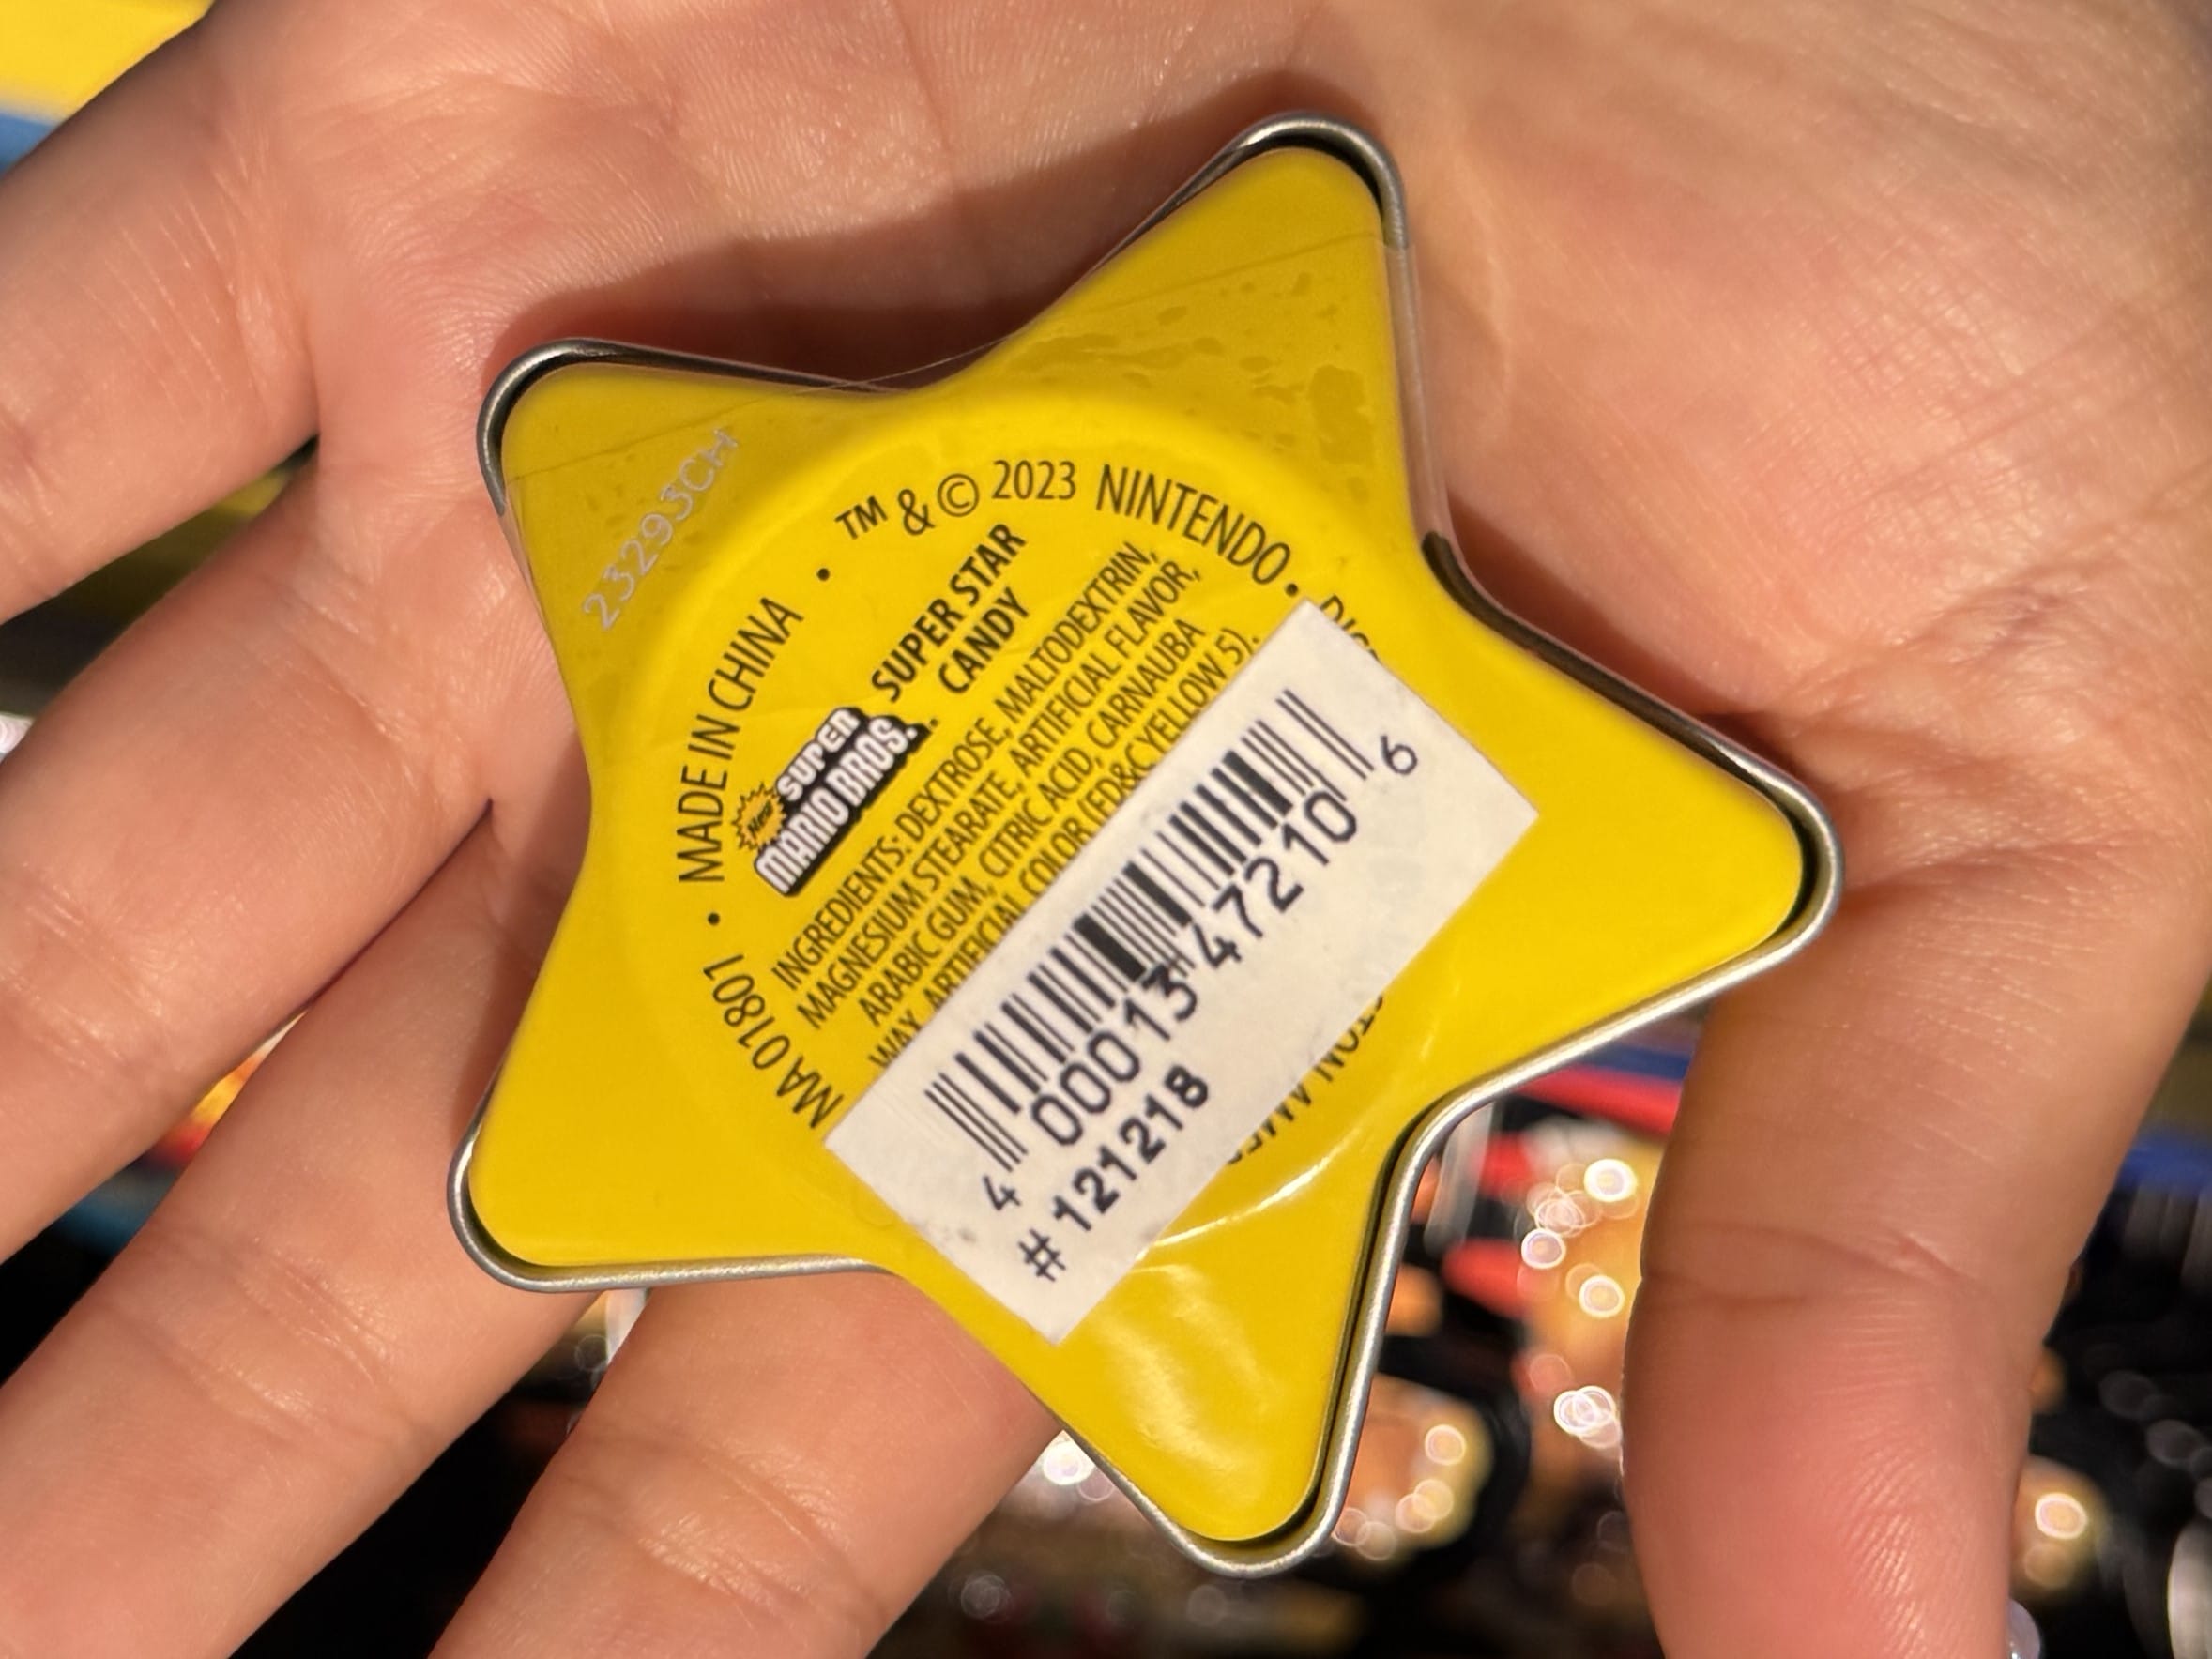 23293CH
• MADE IN CHINA • ™ & © 2023 NINTENDO •
New SUPER MARIO BROS.
SUPER STAR
CANDY
INGREDIENTS: DEXTROSE, MALTODEXTRIN,
MAGNESIUM STEARATE, ARTIFICIAL FLAVOR,
ARABIC GUM, CITRIC ACID, CARNAUBA
WAX, ARTIFICIAL COLOR (FD&C YELLOW 5).
MA 01801
4 00013 47210 6
#121218